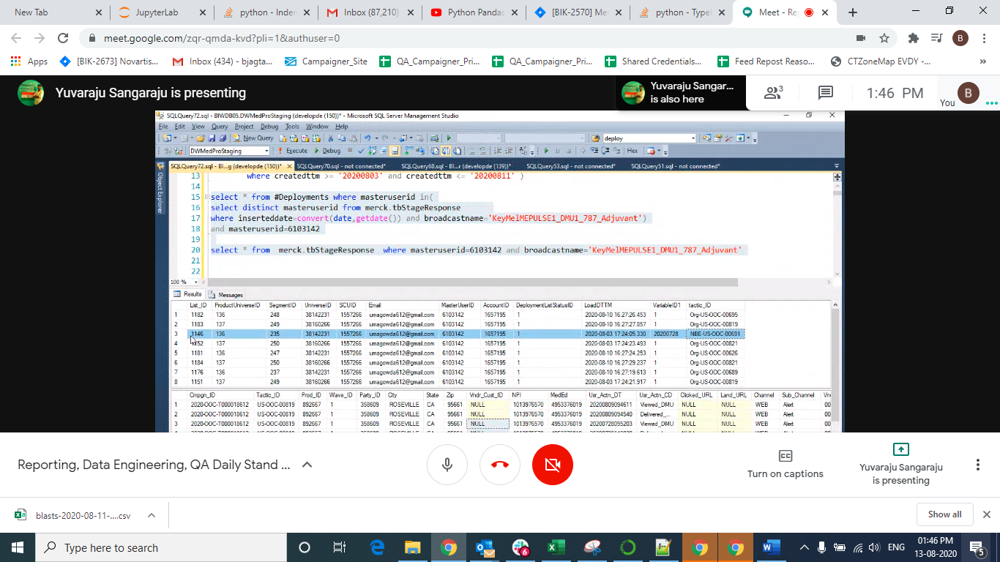 New Tab
JupyterLab
python - Inden
Inbox (87,210)
Python Pandas
[BIK-2570] Me
python - Type
Meet - Re
meet.google.com/zqr-qmda-kvd?pli=1&authuser=0
B
Apps
[BIK-2673] Novartis...
Inbox (434) - bjagta...
Campaigner_Site
QA_Campaigner_Pri...
QA_Campaigner_Pri...
Shared Credentials...
Feed Repost Reaso...
CTZoneMap EVDY -...
»
Yuvaraju Sangaraju is presenting
Yuvaraju Sangar...
is also here
3
1:46 PM
You
B
SQLQuery72.sql - BIWDB05.DWMedProStaging (developde (150))* - Microsoft SQL Server Management Studio
File Edit View Query Project Debug Tools Window Help
New Query
deploy
DWMedProStaging
Execute
Debug
Hex
SQLQuery72.sql - BI...g (developde (150))*
SQLQuery70.sql - not connected*
SQLQuery68.sql - BI...r (developde (139))*
SQLQuery53.sql - not connected*
SQLQuery51.sql - not connected*
Object Explorer
13 where createdttm >= '20200803' and createdttm <= '20200811' )
14
15 select * from #Deployments where masteruserid in(
16 select distinct masteruserid from merck.tbStageResponse
17 where inserteddate=convert(date,getdate()) and broadcastname='KeyMelMEPULSE1_DMU1_787_Adjuvant')
18 and masteruserid=6103142
19
20 select * from merck.tbStageResponse where masteruserid=6103142 and broadcastname='KeyMelMEPULSE1_DMU1_787_Adjuvant'
21
22
100 %
Results Messages
List_ID ProductUniverseID SegmentID UniverseID SCUID Email MasterUserID AccountID DeploymentListStatusID LoadDTTM VariableID1 tactic_ID
1 1182 136 248 38142231 1557266 umagowda612@gmail.com 6103142 1657195 1 2020-08-10 16:27:26.453 1 Org-US-OOC-00695
2 1183 137 249 38160266 1557266 umagowda612@gmail.com 6103142 1657195 1 2020-08-10 16:27:27.857 1 Org-US-OOC-00819
3 1146 136 235 38142231 1557266 umagowda612@gmail.com 6103142 1657195 1 2020-08-03 17:24:05.330 20200728 NBE-US-OOC-00691
4 1152 137 250 38160266 1557266 umagowda612@gmail.com 6103142 1657195 1 2020-08-03 17:24:23.493 1 Org-US-OOC-00821
5 1181 136 247 38142231 1557266 umagowda612@gmail.com 6103142 1657195 1 2020-08-10 16:27:24.253 1 Org-US-OOC-00626
6 1184 137 250 38160266 1557266 umagowda612@gmail.com 6103142 1657195 1 2020-08-10 16:27:29.237 1 Org-US-OOC-00821
7 1176 136 237 38142231 1557266 umagowda612@gmail.com 6103142 1657195 1 2020-08-10 16:27:19.613 1 Org-US-OOC-00689
8 1151 137 249 38160266 1557266 umagowda612@gmail.com 6103142 1657195 1 2020-08-03 17:24:21.917 1 Org-US-OOC-00819
Cmpgn_ID Tactic_ID Prod_ID Wave_ID Party_ID City State Zip Vndr_Cust_ID NPI MedEd Usr_Actn_DT Usr_Actn_CD Clicked_URL Land_URL Channel Sub_Channel
1 2020-OOC-T000018612 US-OOC-00819 892667 1 358609 ROSEVILLE CA 95661 NULL 1013976570 4953376019 20200809094611 Viewed_DMU NULL NULL WEB Alert 00
2 2020-OOC-T000018612 US-OOC-00819 892667 1 358609 ROSEVILLE CA 95661 NULL 1013976570 4953376019 20200809094540 Delivered_... NULL NULL WEB Alert 00
3 2020-OOC-T000018612 US-OOC-00819 892667 1 358609 ROSEVILLE CA 95661 NULL 1013976570 4953376019 20200728095203 Viewed_DMU NULL NULL WEB Alert 00
Reporting, Data Engineering, QA Daily Stand ...
Turn on captions
Yuvaraju Sangaraju
is presenting
blasts-2020-08-11-....csv
Show all
Type here to search
6
ENG
01:46 PM
13-08-2020
5